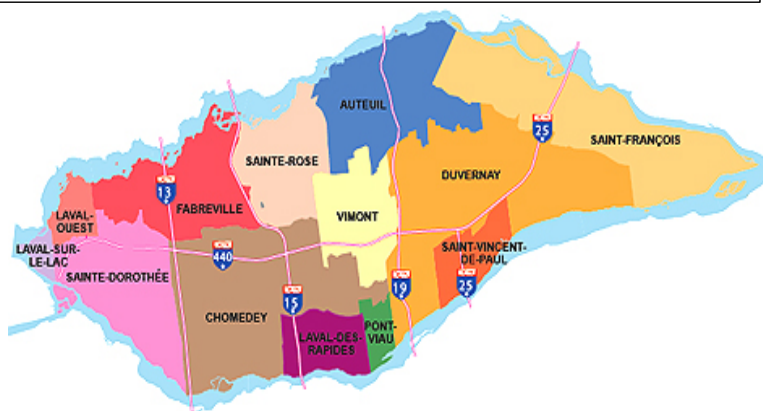 AUTEUIL
25
SAINT-FRANÇOIS
SAINTE-ROSE
DUVERNAY
13
FABREVILLE
VIMONT
LAVAL-
OUEST
LAVAL-SUR-
LE-LAC
SAINTE-DOROTHÉE
440
SAINT-VINCENT-
DE-PAUL
19
25
15
CHOMEDEY
PONT-
VIAU
LAVAL-DES-
RAPIDES